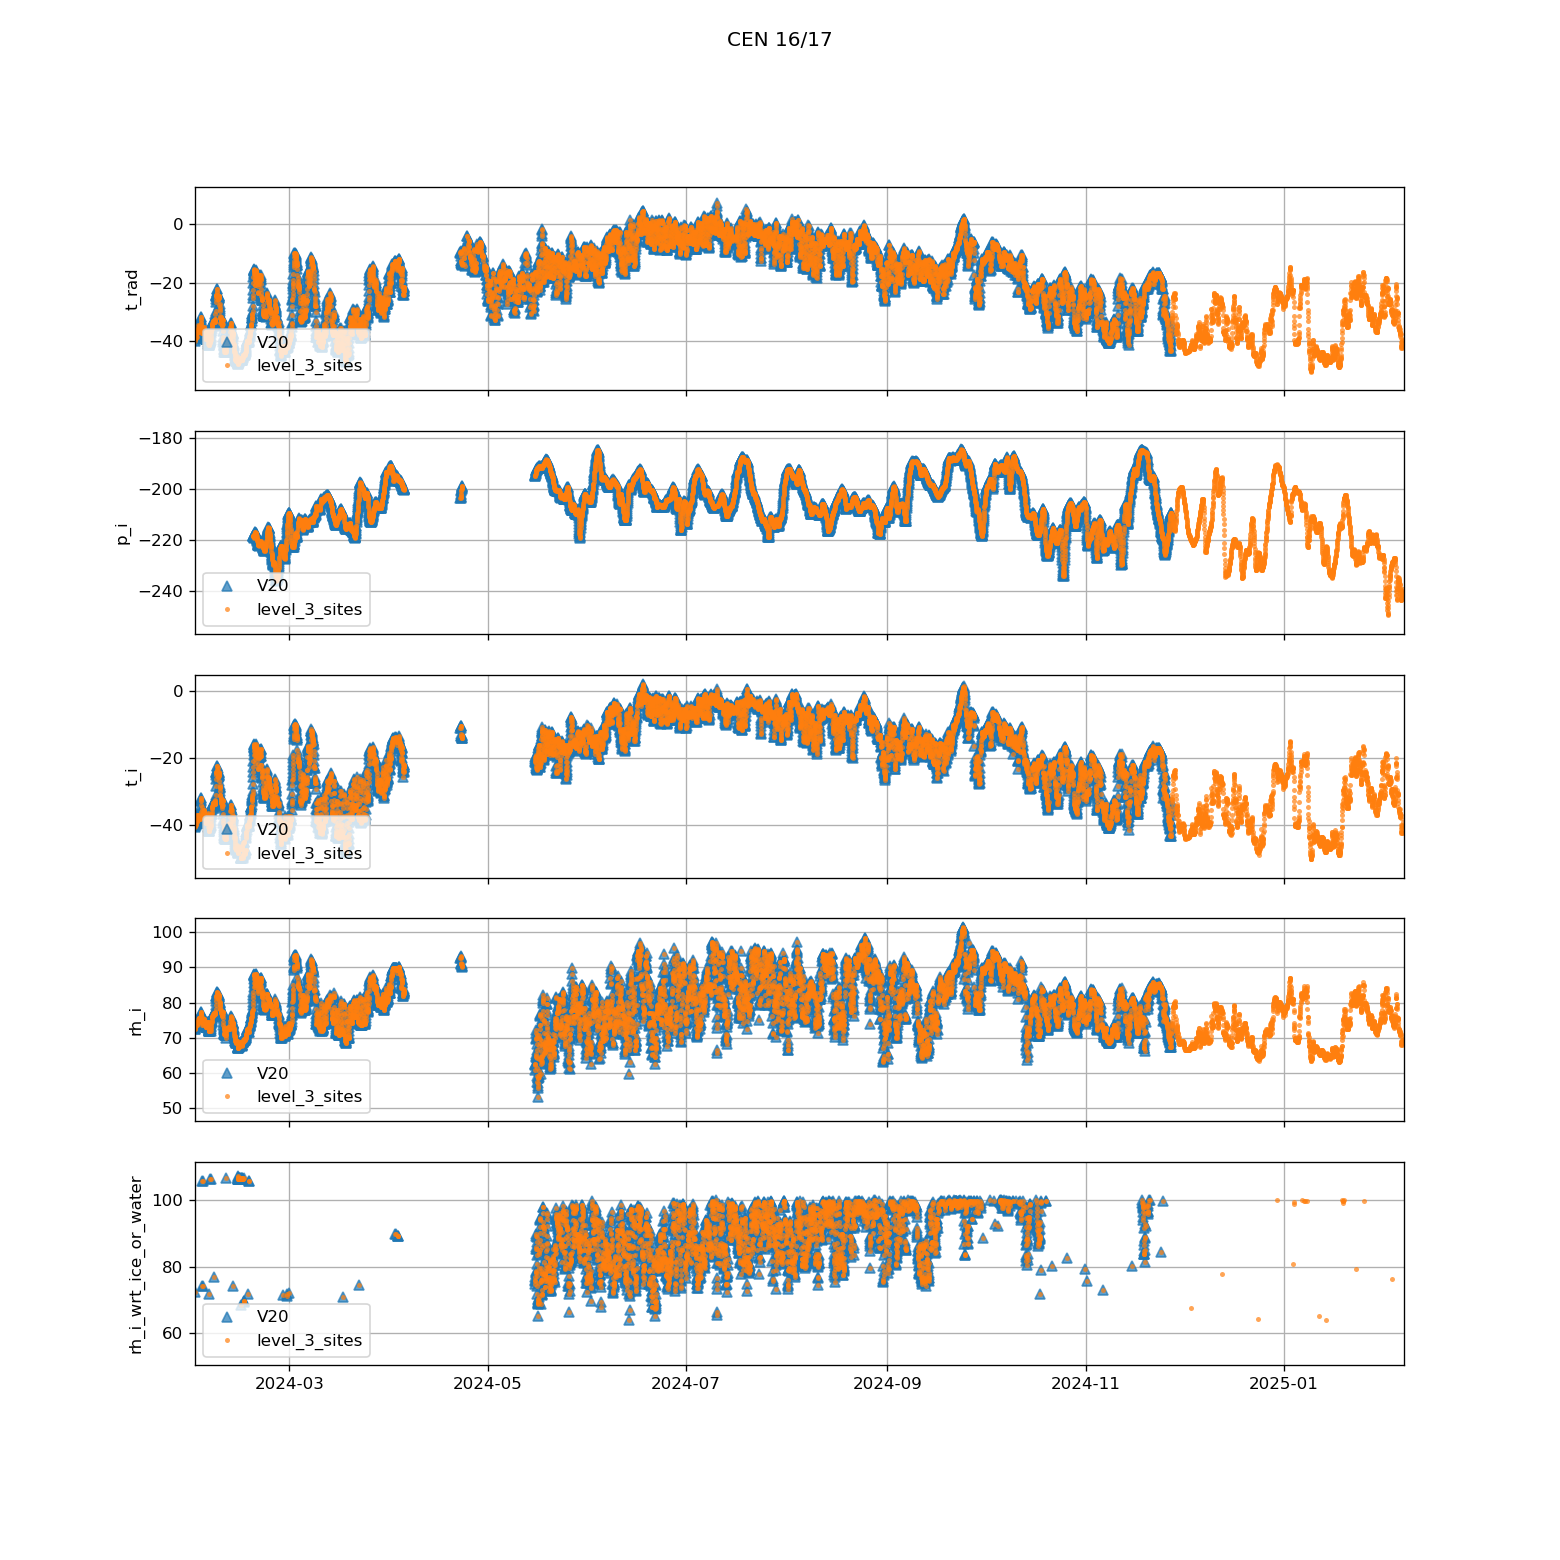 CEN 16/17
0
−20
−40
t_rad
V20
level_3_sites
−180
−200
−220
−240
p_i
V20
level_3_sites
0
−20
−40
t_i
V20
level_3_sites
100
90
80
70
60
50
rh_i
V20
level_3_sites
100
80
60
rh_i_wrt_ice_or_water
V20
level_3_sites
2024-03 2024-05 2024-07 2024-09 2024-11 2025-01